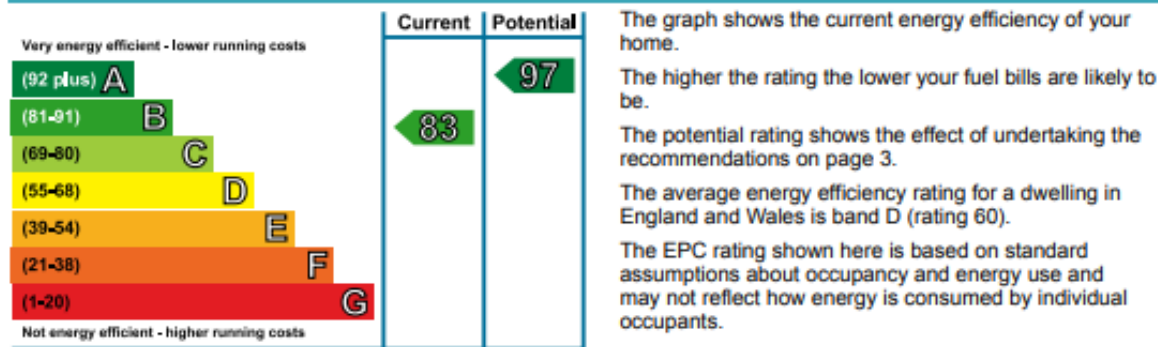 Current Potential
Very energy efficient - lower running costs
(92 plus) A
97
(81-91) B
83
(69-80) C
(55-68) D
(39-54) E
(21-38) F
(1-20) G
Not energy efficient - higher running costs
The graph shows the current energy efficiency of your
home.
The higher the rating the lower your fuel bills are likely to
be.
The potential rating shows the effect of undertaking the
recommendations on page 3.
The average energy efficiency rating for a dwelling in
England and Wales is band D (rating 60).
The EPC rating shown here is based on standard
assumptions about occupancy and energy use and
may not reflect how energy is consumed by individual
occupants.